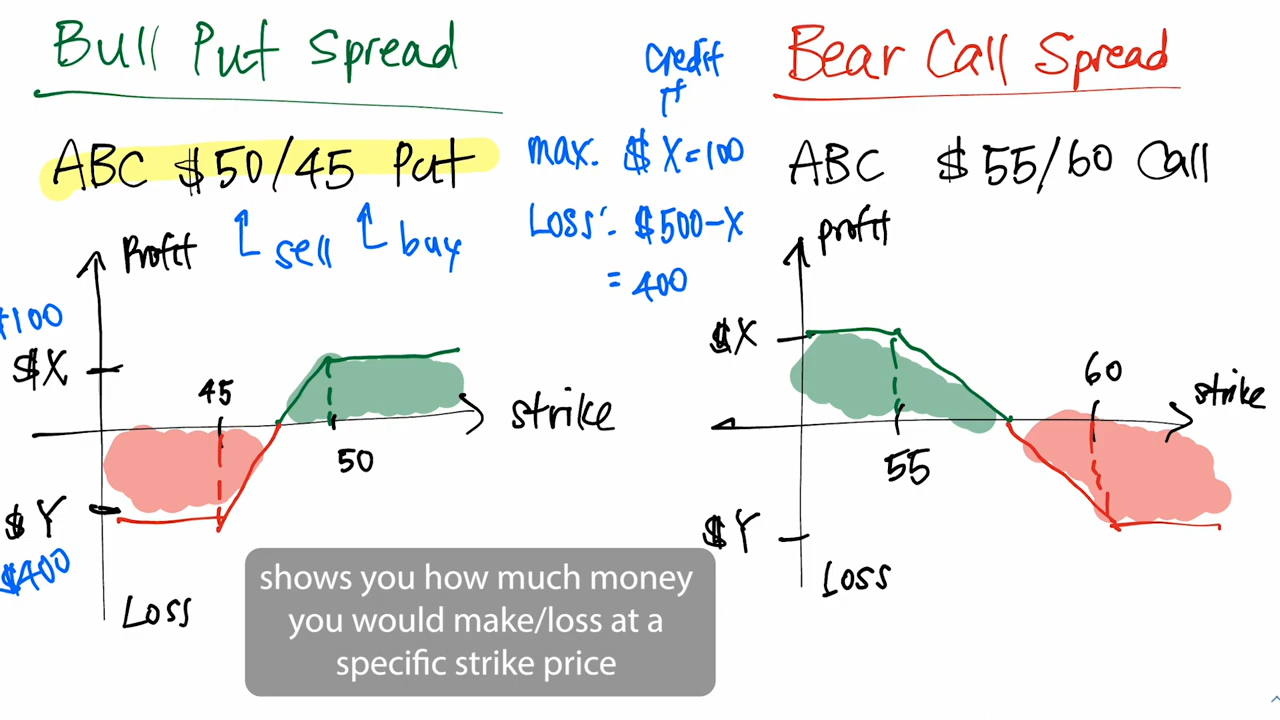 Bull Put Spread
ABC $50/45 Put
sell
buy
Credit
max. $X=100
Loss: $500-X
= 400
Profit
$X
45
50
strike
$Y
$400
Loss
Bear Call Spread
ABC $55/60 Call
profit
$X
55
60
strike
$Y
Loss
shows you how much money
you would make/loss at a
specific strike price